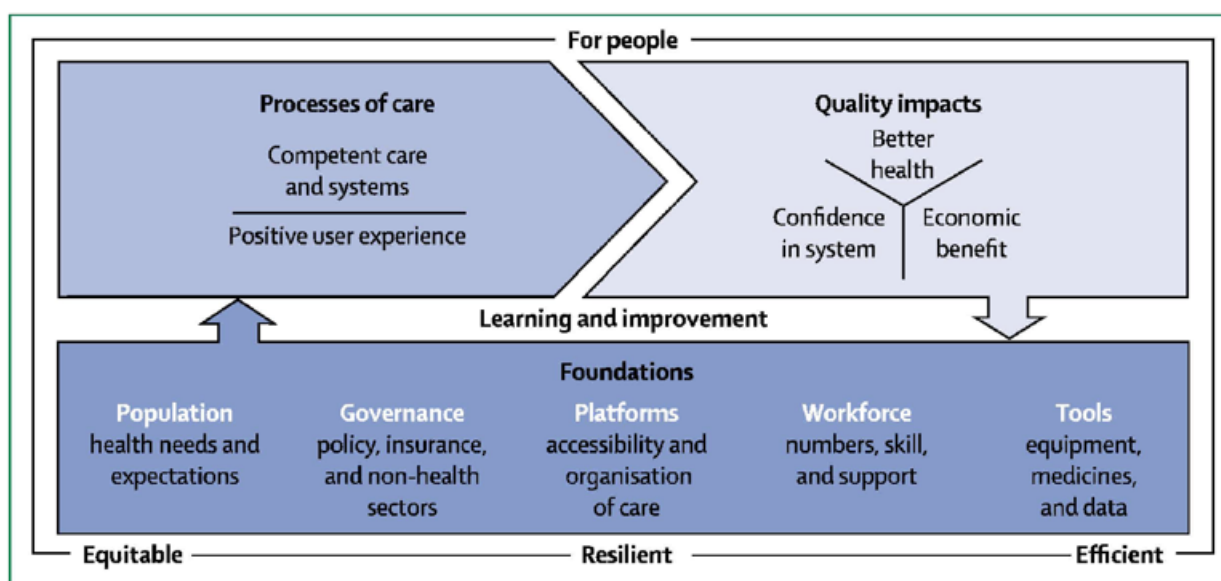 For people
Processes of care
Competent care
and systems
Positive user experience
Quality impacts
Better
health
Confidence
in system
Economic
benefit
Learning and improvement
Foundations
Population
health needs and
expectations
Governance
policy, insurance,
and non-health
sectors
Platforms
accessibility and
organisation
of care
Workforce
numbers, skill,
and support
Tools
equipment,
medicines,
and data
Equitable
Resilient
Efficient